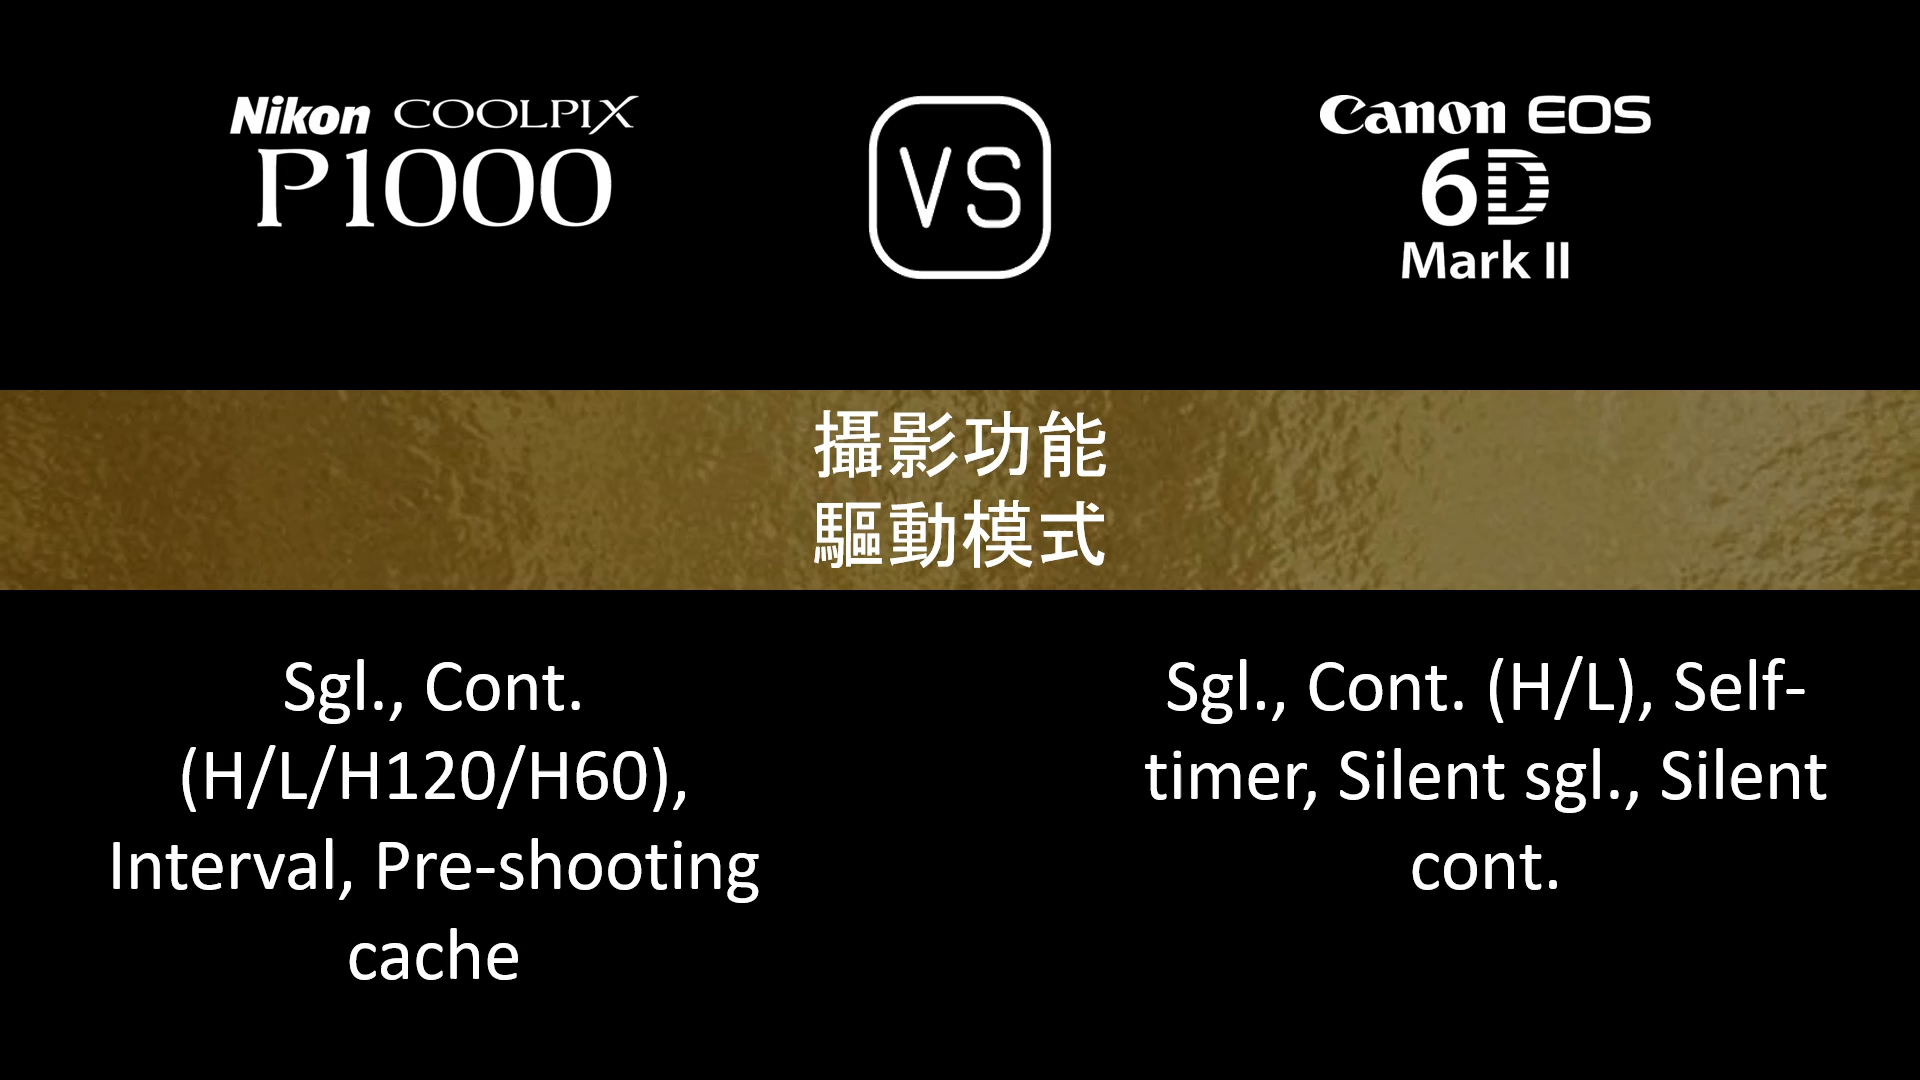 Nikon COOLPIX
P1000
VS
Canon EOS
6D
Mark II
攝影功能
驅動模式
Sgl., Cont.
(H/L/H120/H60),
Interval, Pre-shooting
cache
Sgl., Cont. (H/L), Self-
timer, Silent sgl., Silent
cont.